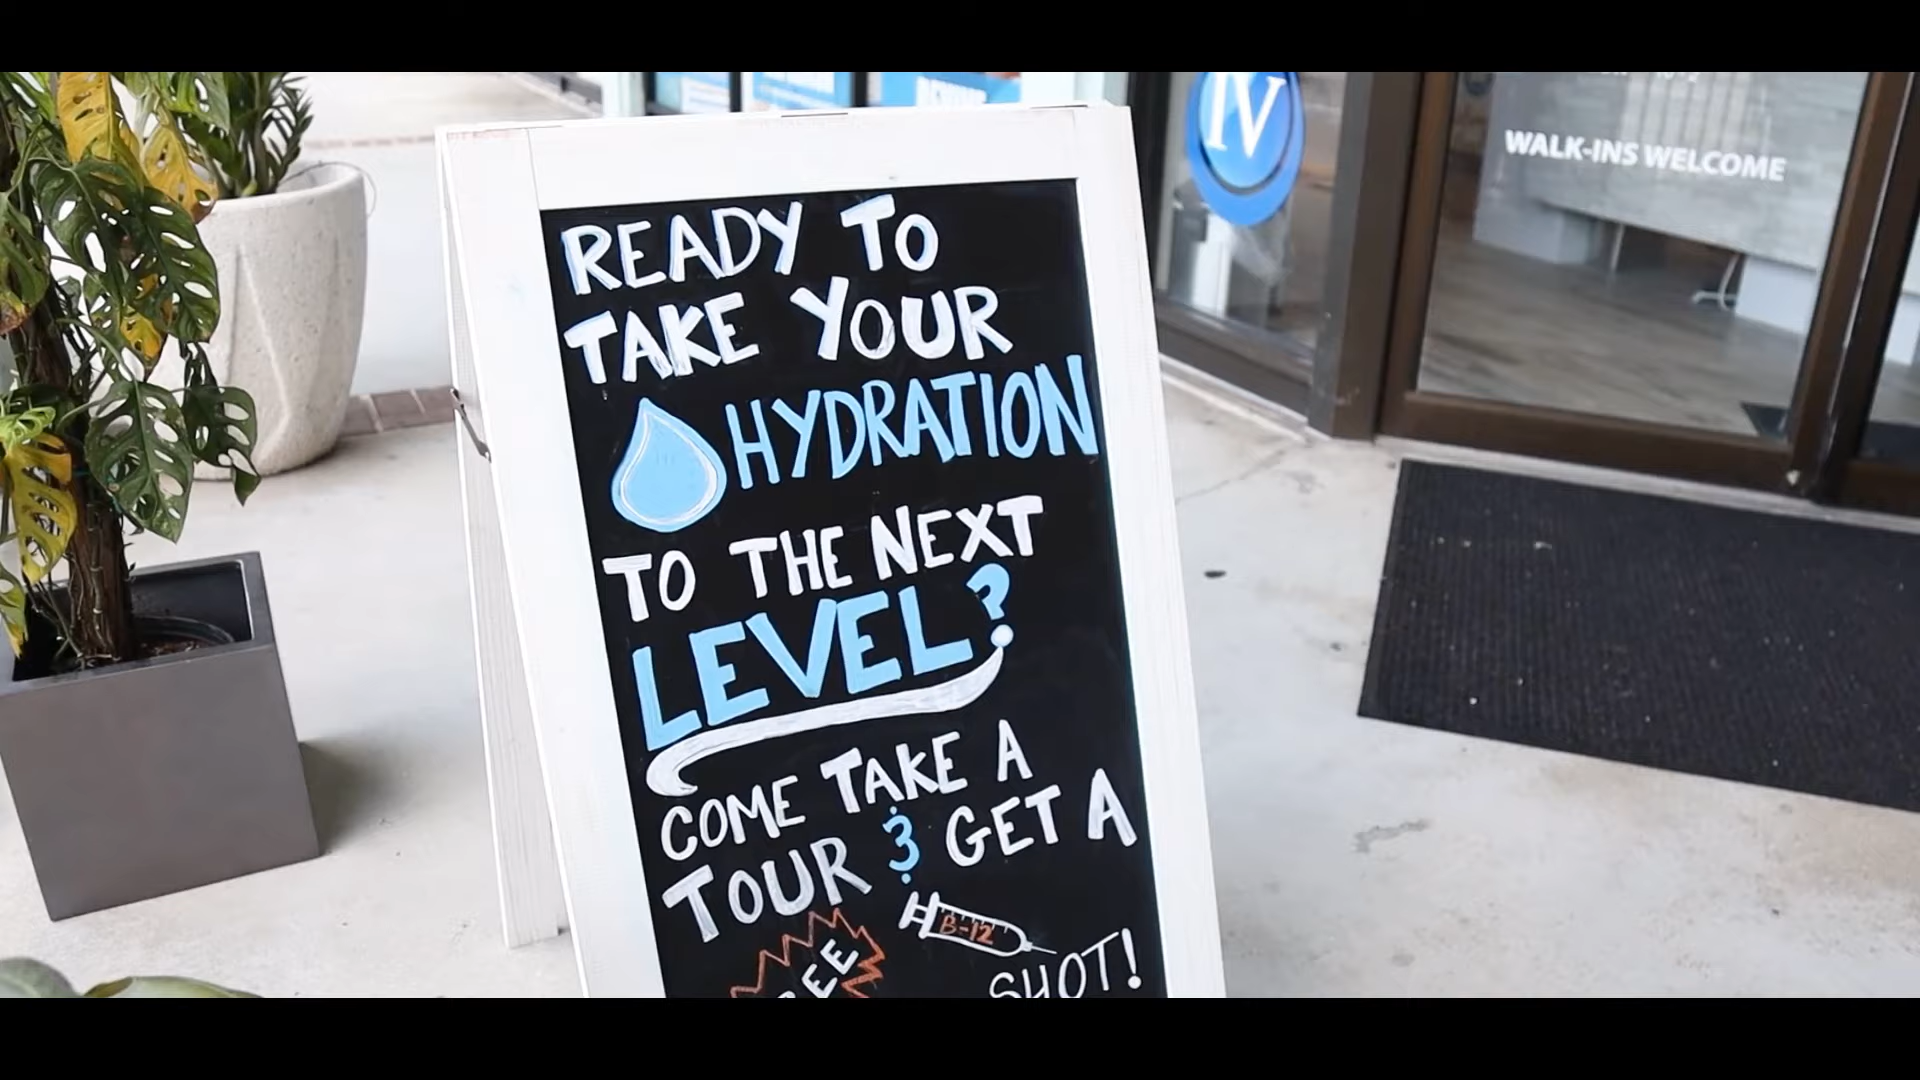 READY TO
TAKE YOUR
HYDRATION
TO THE NEXT
LEVEL?
COME TAKE A
TOUR & GET A
B-12
SHOT!
IV
WALK-INS WELCOME